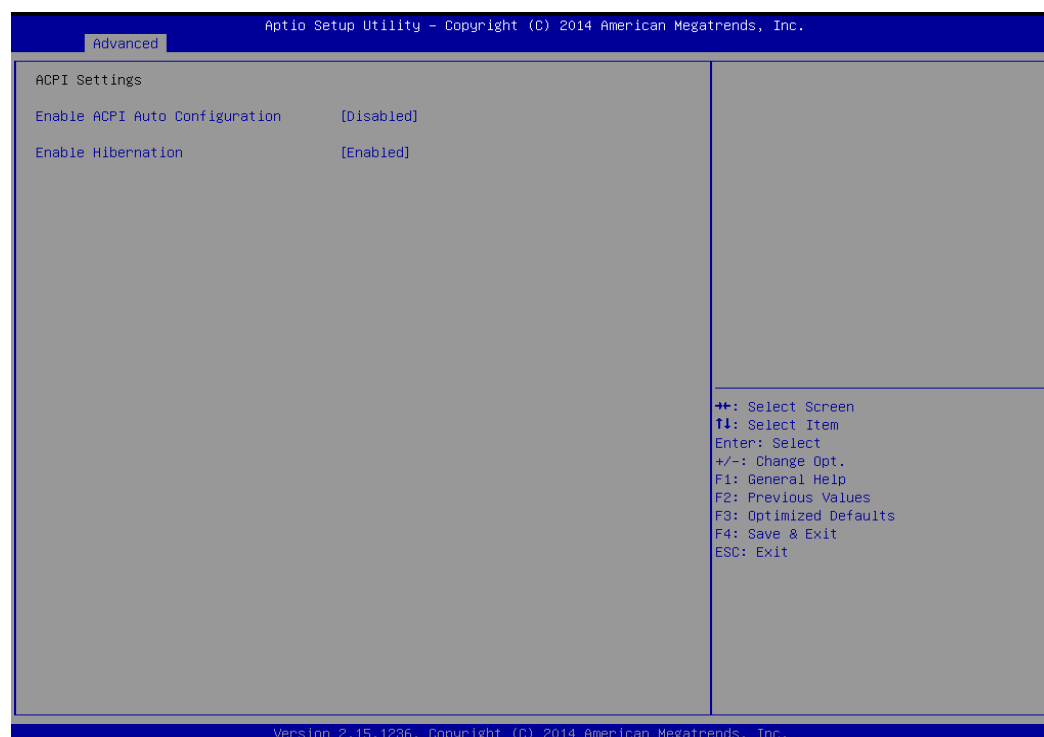 Aptio Setup Utility – Copyright (C) 2014 American Megatrends, Inc.
Advanced
ACPI Settings
Enable ACPI Auto Configuration [Disabled]
Enable Hibernation [Enabled]
→←: Select Screen
↑↓: Select Item
Enter: Select
+/-: Change Opt.
F1: General Help
F2: Previous Values
F3: Optimized Defaults
F4: Save & Exit
ESC: Exit
Version 2.15.1236. Copyright (C) 2014 American Megatrends, Inc.